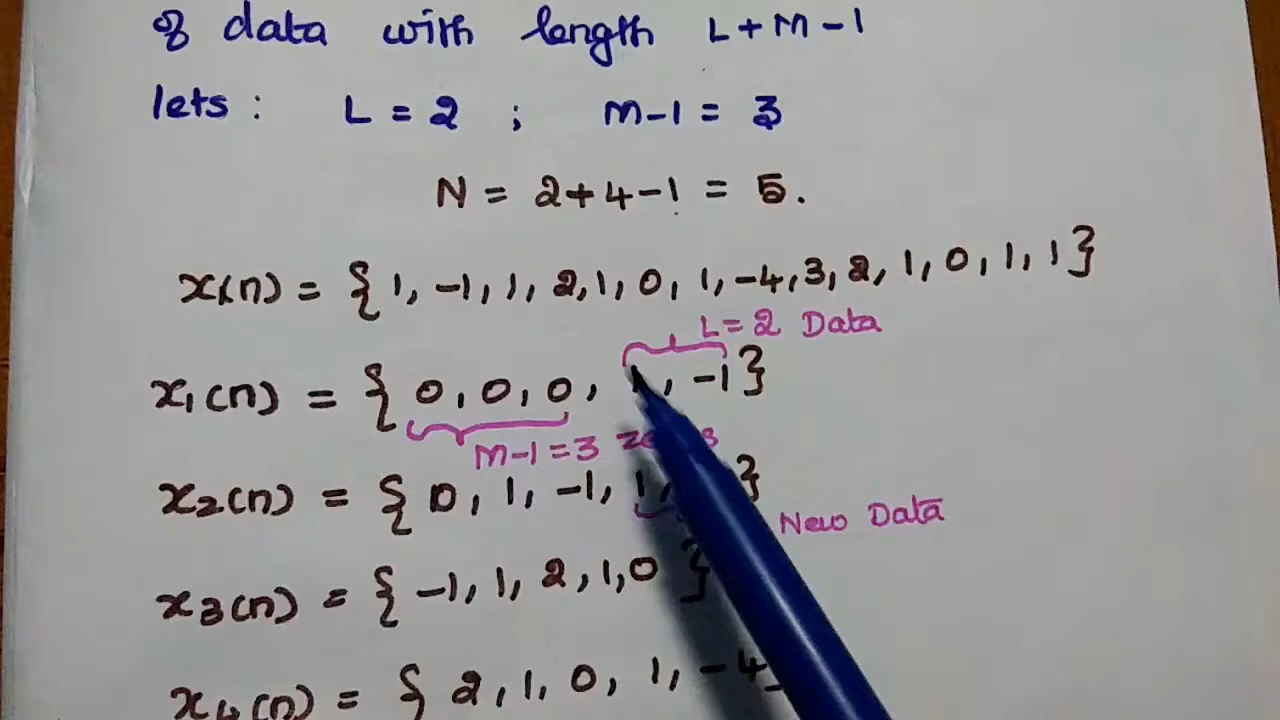 of data with length L+M-1
lets : L = 2 ; M-1 = 3
N = 2+4-1 = 5.
x(n) = { 1, -1, 1, 2, 1, 0, 1, -4, 3, 2, 1, 0, 1, 1 }
L = 2 Data
x1(n) = { 0, 0, 0, , -1 }
M-1 = 3
x2(n) = { 0, 1, -1, 1, }
New Data
x3(n) = { -1, 1, 2, 1, 0 }
x4(n) = { 2, 1, 0, 1, -4